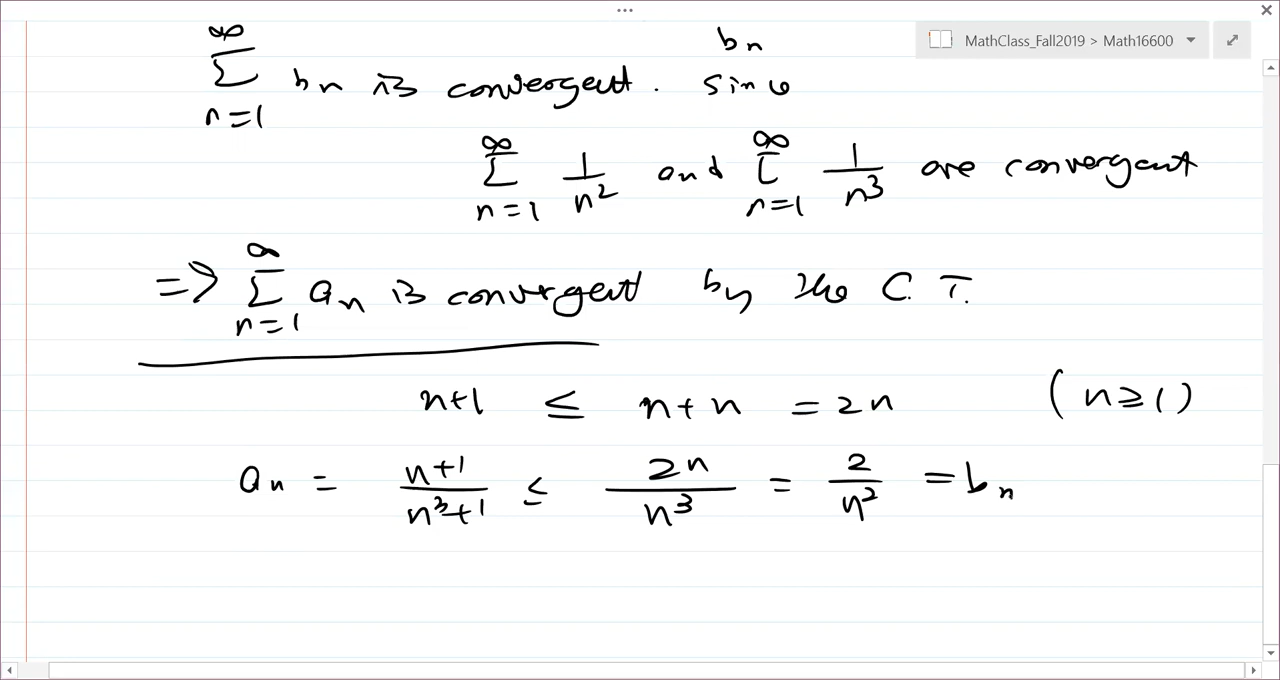 MathClass_Fall2019 > Math16600
b_n
∑_{n=1}^{∞} b_n is convergent. since
∑_{n=1}^{∞} 1/n^2 and ∑_{n=1}^{∞} 1/n^3 are convergent
=> ∑_{n=1}^{∞} a_n is convergent by the C.T.
n+1 ≤ n+n = 2n (n≥1)
a_n = (n+1)/(n^3+1) ≤ 2n/n^3 = 2/n^2 = b_n